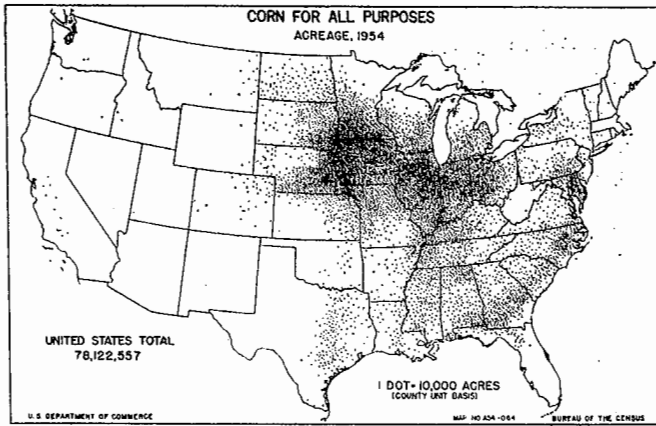 CORN FOR ALL PURPOSES
ACREAGE, 1954
UNITED STATES TOTAL
78,122,557
1 DOT=10,000 ACRES
(COUNTY UNIT BASIS)
U.S DEPARTMENT OF COMMERCE
MAP NO A54-064
BUREAU OF THE CENSUS